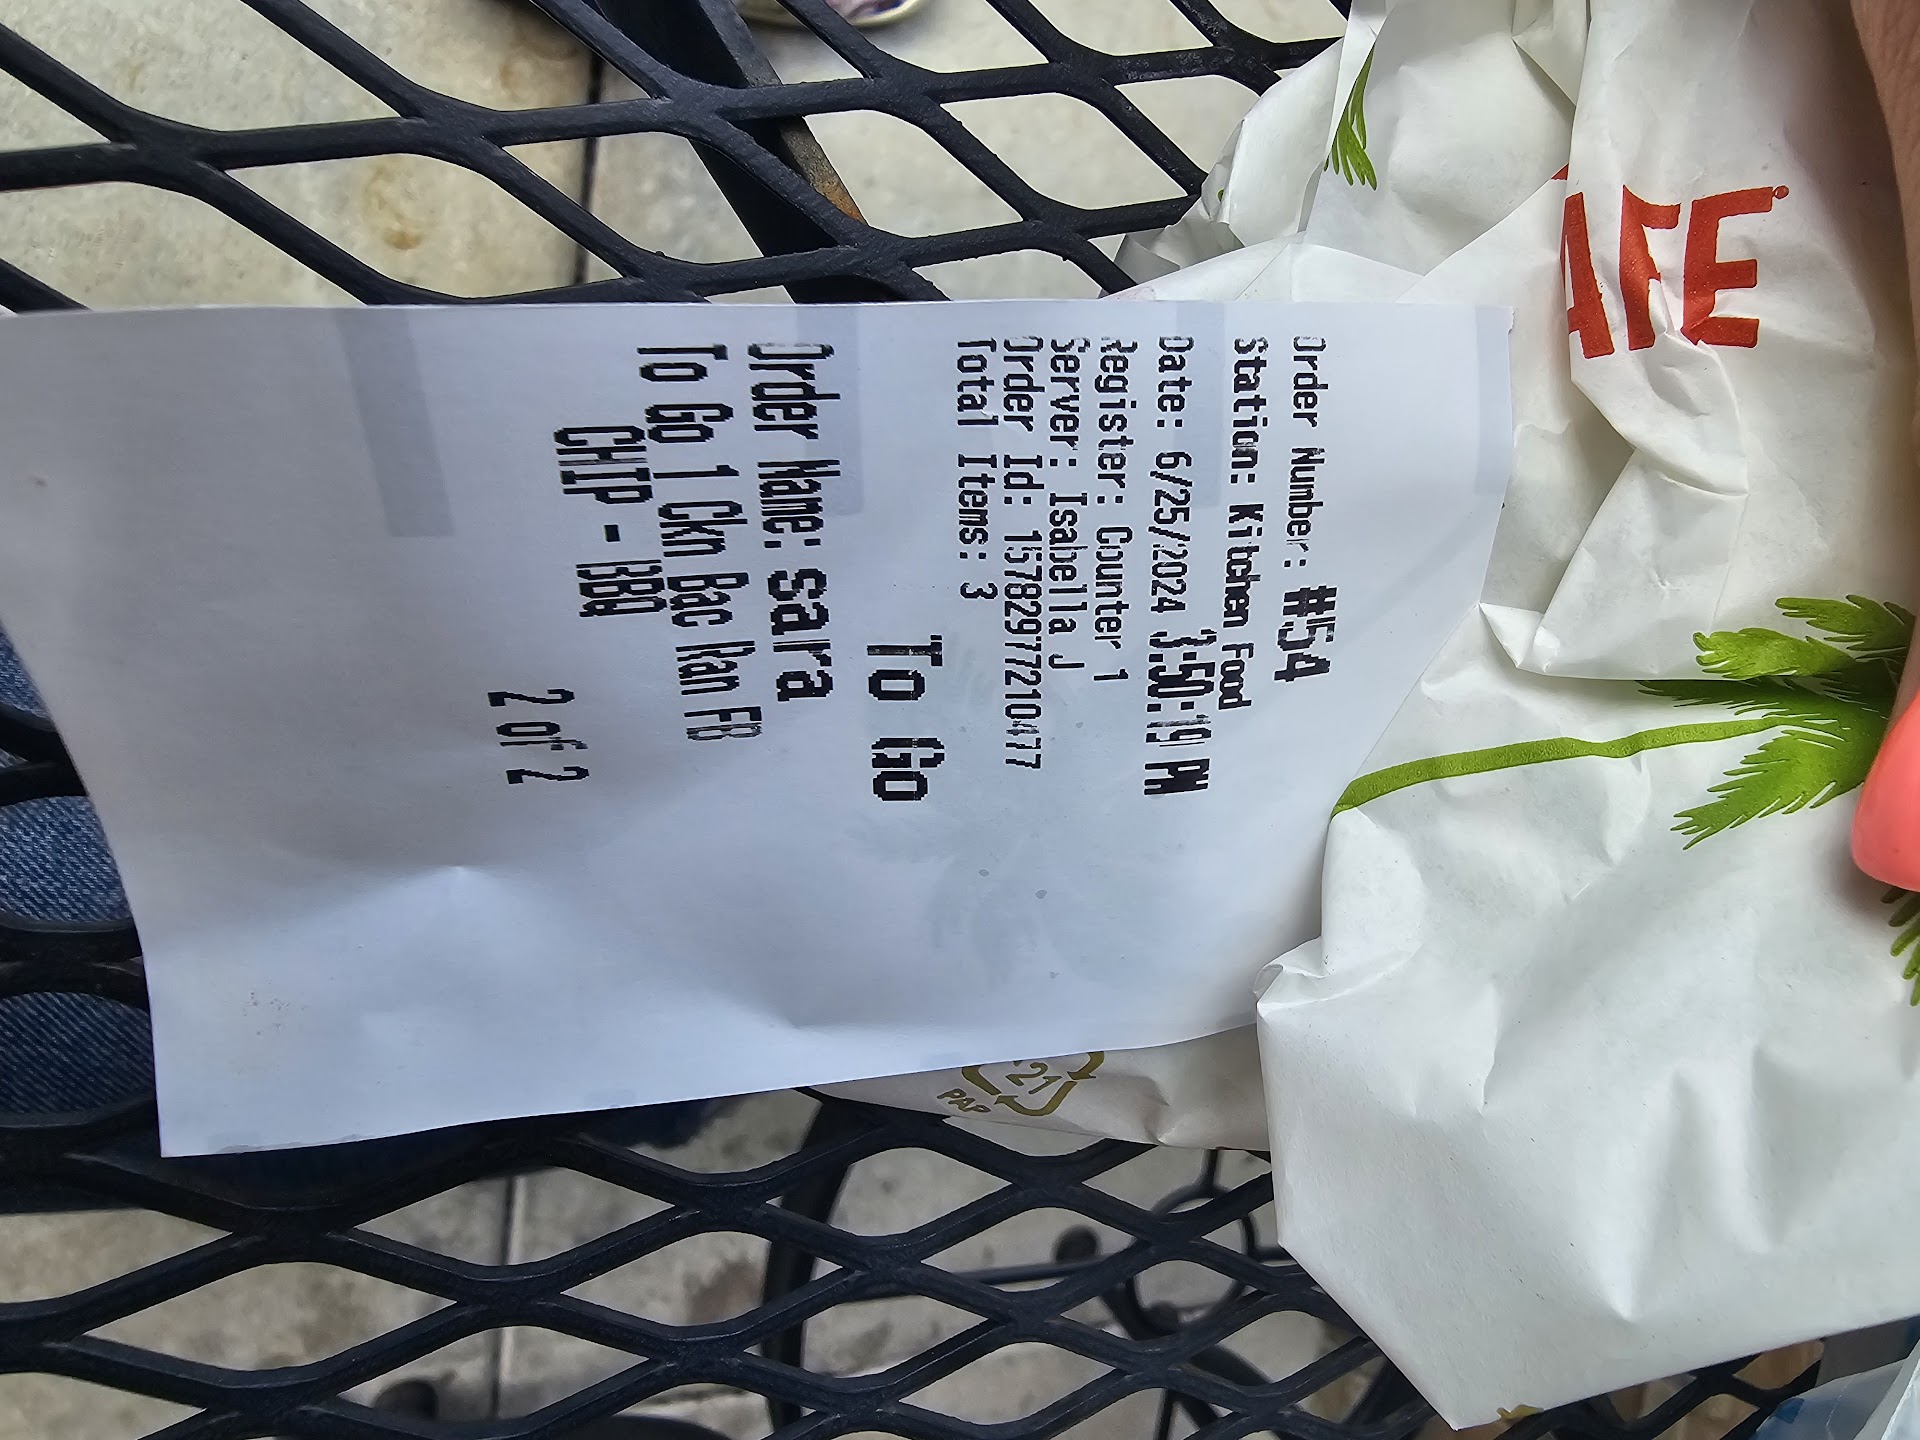 Order Number: #54
Station: Kitchen Food
Date: 6/25/2024 3:50:19 PM
Register: Counter 1
Server: Isabella J
Order Id: 15782977210477
Total Items: 3
To Go
Order Name: sara
To Go 1 Ckn Bac Ran FB
CHIP - BBQ
2 of 2
AFE
21
PAP